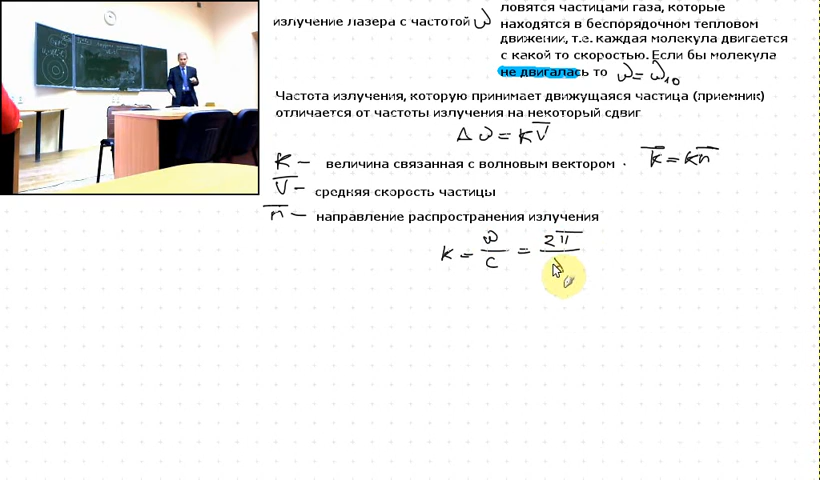 излучение лазера с частотой ω
ловятся частицами газа, которые
находятся в беспорядочном тепловом
движении, т.е. каждая молекула двигается
с какой то скоростью. Если бы молекула
не двигалась то ω = ω₁₀
Частота излучения, которую принимает движущаяся частица (приемник)
отличается от частоты излучения на некоторый сдвиг
Δω = kV̅
K – величина связанная с волновым вектором . k̅ = kn̅
V̅ – средняя скорость частицы
n̅ – направление распространения излучения
K = ω/c = 2π/